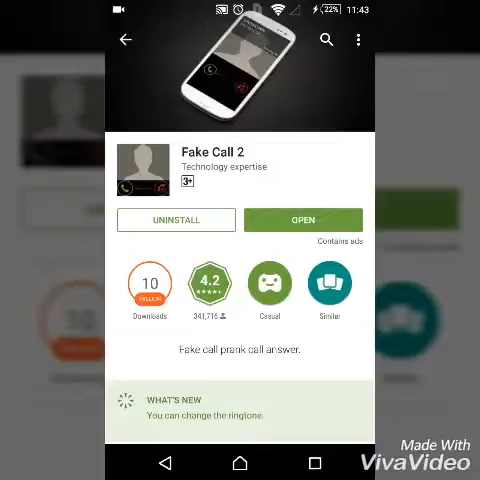 22%
11:43
Fake Call 2
Technology expertise
3+
UNINSTALL
OPEN
Contains ads
10
MILLION
Downloads
4.2
341,716
Casual
Similar
Fake call prank call answer.
WHAT'S NEW
You can change the ringtone.
Made With
VivaVideo